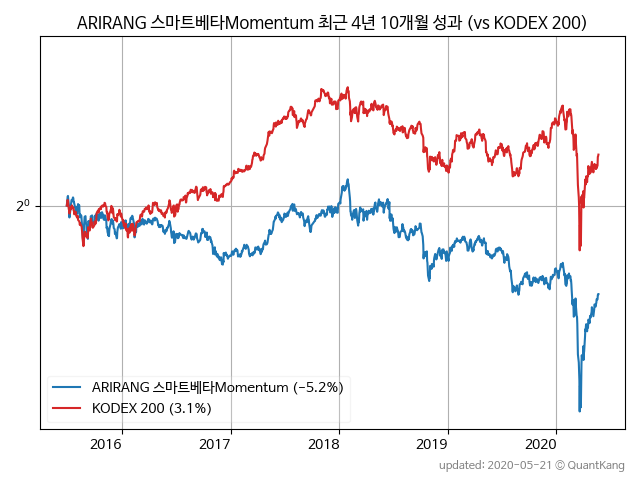 ARIRANG 스마트베타Momentum 최근 4년 10개월 성과 (vs KODEX 200)
2⁰
ARIRANG 스마트베타Momentum (−5.2%)
KODEX 200 (3.1%)
2016 2017 2018 2019 2020
updated: 2020-05-21 © QuantKang